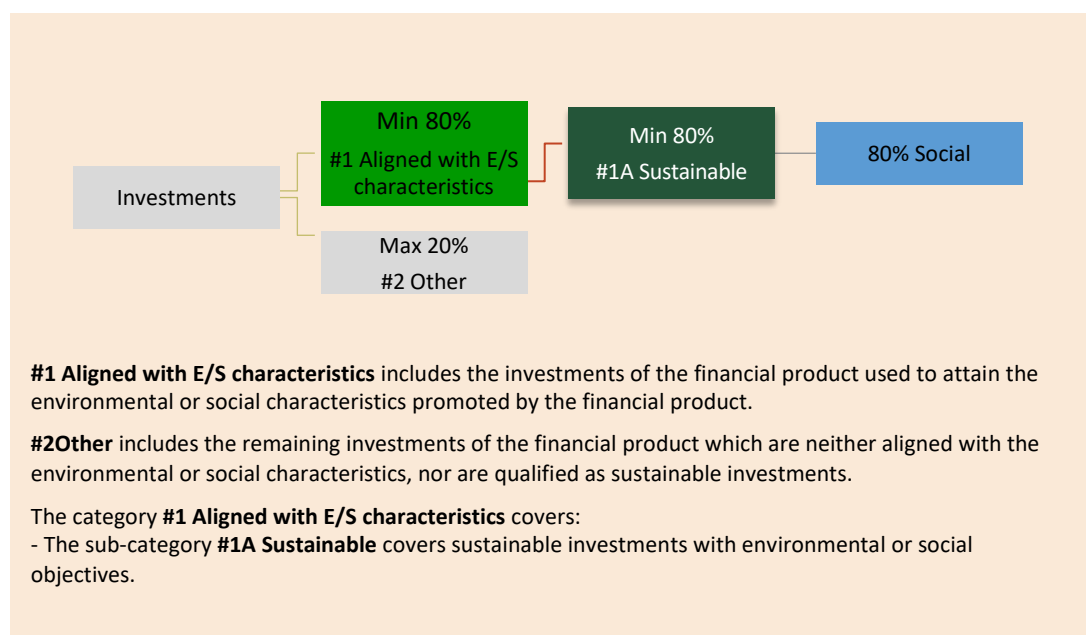 Min 80%
#1 Aligned with E/S
characteristics
Min 80%
#1A Sustainable
80% Social
Investments
Max 20%
#2 Other
#1 Aligned with E/S characteristics includes the investments of the financial product used to attain the
environmental or social characteristics promoted by the financial product.
#2Other includes the remaining investments of the financial product which are neither aligned with the
environmental or social characteristics, nor are qualified as sustainable investments.
The category #1 Aligned with E/S characteristics covers:
- The sub-category #1A Sustainable covers sustainable investments with environmental or social
objectives.